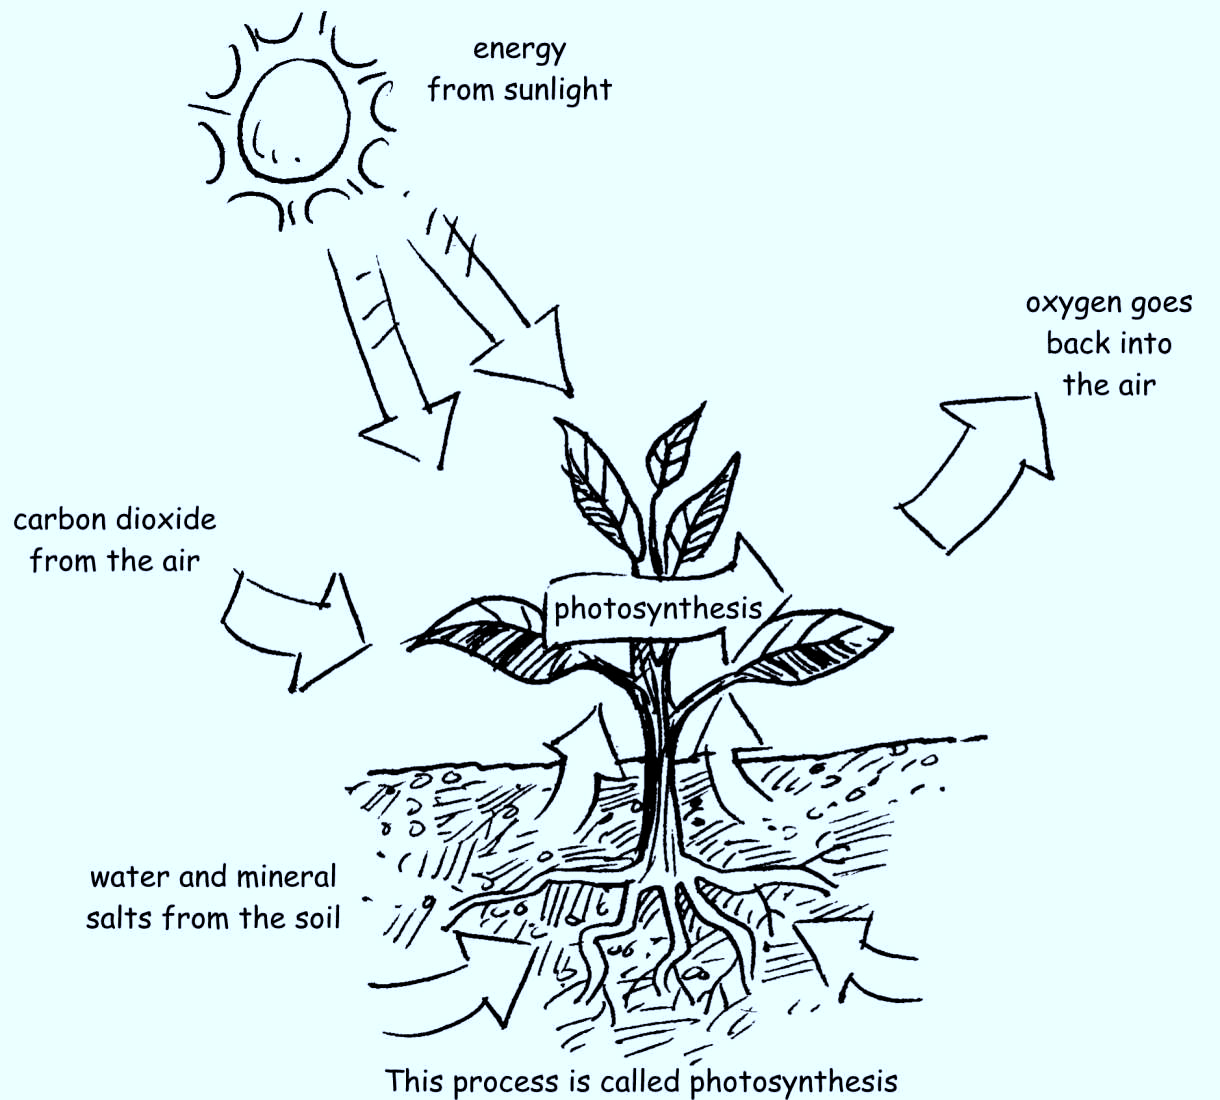 energy
from sunlight
oxygen goes
back into
the air
carbon dioxide
from the air
photosynthesis
water and mineral
salts from the soil
This process is called photosynthesis